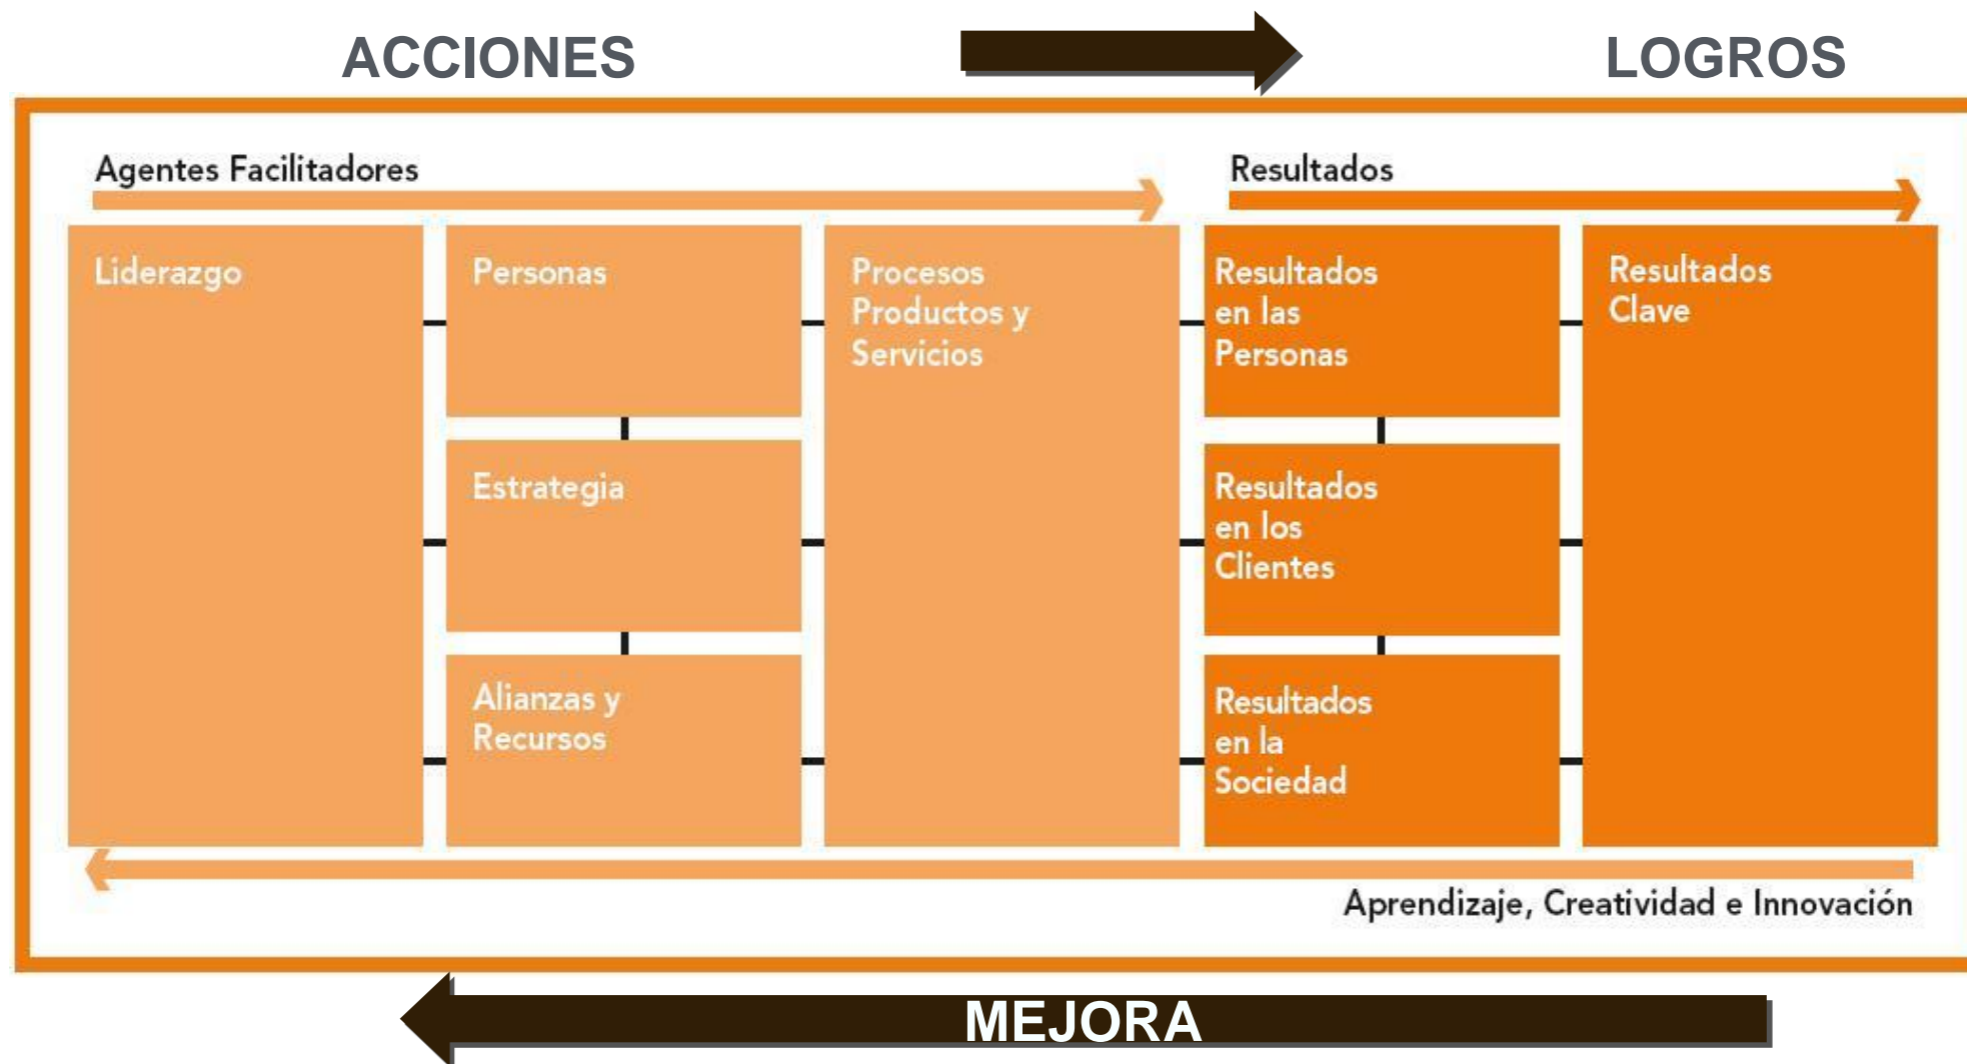 ACCIONES
LOGROS
Agentes Facilitadores
Resultados
Liderazgo
Personas
Procesos
Productos y
Servicios
Resultados
en las
Personas
Resultados
Clave
Estrategia
Resultados
en los
Clientes
Alianzas y
Recursos
Resultados
en la
Sociedad
Aprendizaje, Creatividad e Innovación
MEJORA